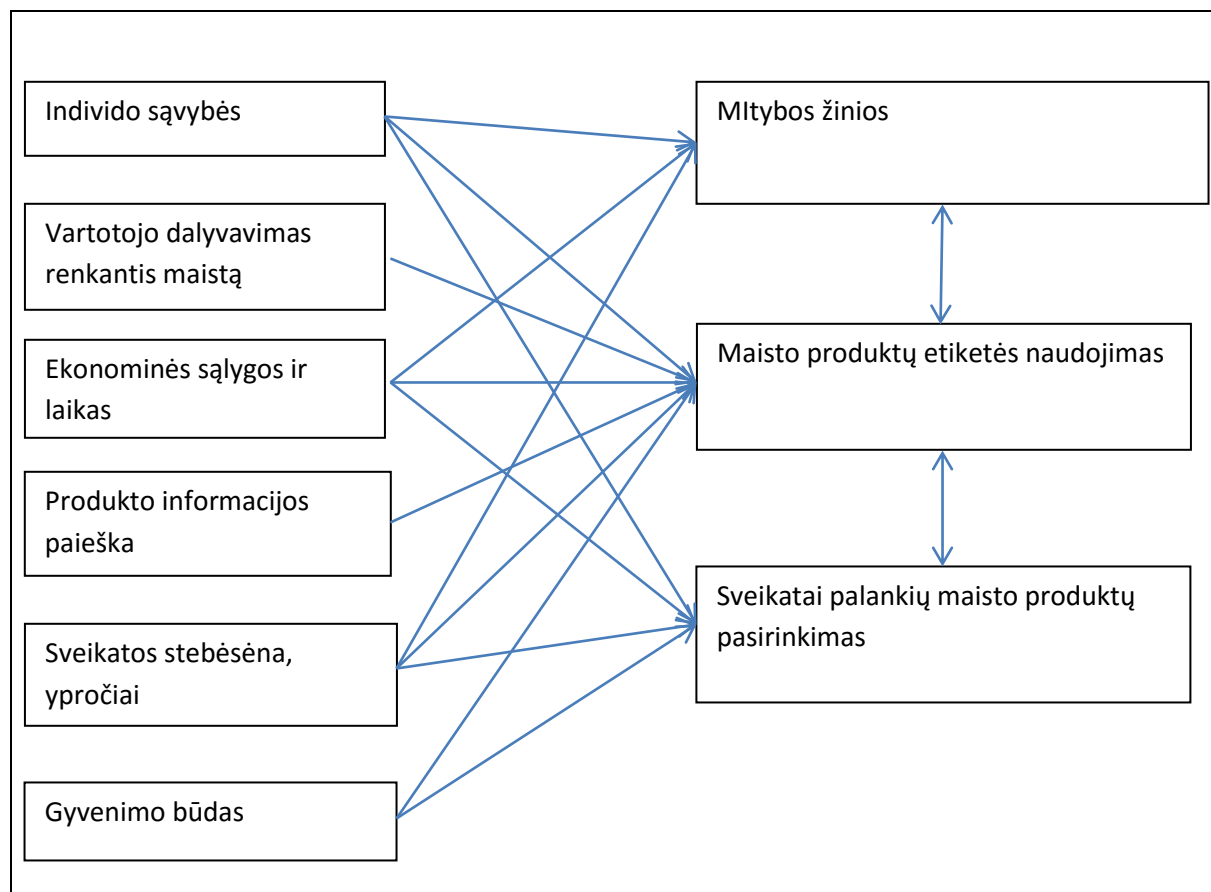 Individo sąvybės
Vartotojo dalyvavimas
renkantis maistą
Ekonominės sąlygos ir
laikas
Produkto informacijos
paieška
Sveikatos stebėsėna,
ypročiai
Gyvenimo būdas
MItybos žinios
Maisto produktų etiketės naudojimas
Sveikatai palankių maisto produktų
pasirinkimas